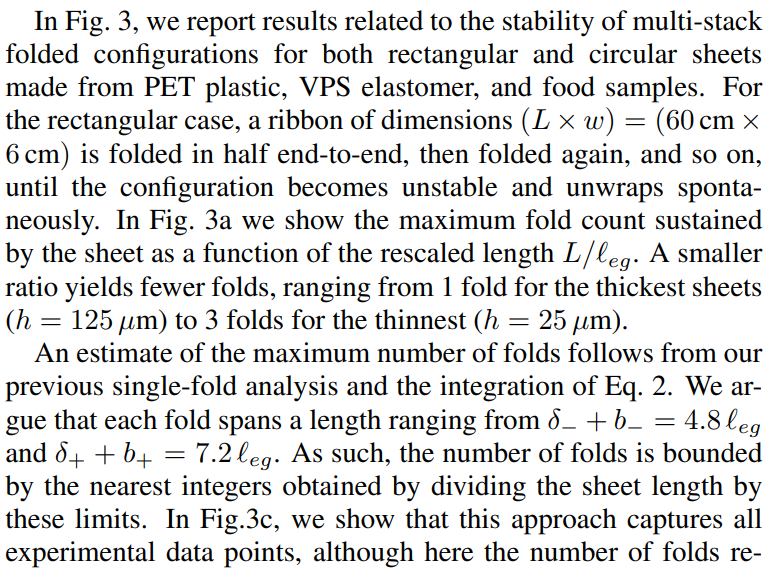 In Fig. 3, we report results related to the stability of multi-stack
folded configurations for both rectangular and circular sheets
made from PET plastic, VPS elastomer, and food samples. For
the rectangular case, a ribbon of dimensions (L × w) = (60 cm ×
6 cm) is folded in half end-to-end, then folded again, and so on,
until the configuration becomes unstable and unwraps sponta-
neously. In Fig. 3a we show the maximum fold count sustained
by the sheet as a function of the rescaled length L/ℓ_eg. A smaller
ratio yields fewer folds, ranging from 1 fold for the thickest sheets
(h = 125 μm) to 3 folds for the thinnest (h = 25 μm).
An estimate of the maximum number of folds follows from our
previous single-fold analysis and the integration of Eq. 2. We ar-
gue that each fold spans a length ranging from δ₋ + b₋ = 4.8 ℓ_eg
and δ₊ + b₊ = 7.2 ℓ_eg. As such, the number of folds is bounded
by the nearest integers obtained by dividing the sheet length by
these limits. In Fig.3c, we show that this approach captures all
experimental data points, although here the number of folds re-